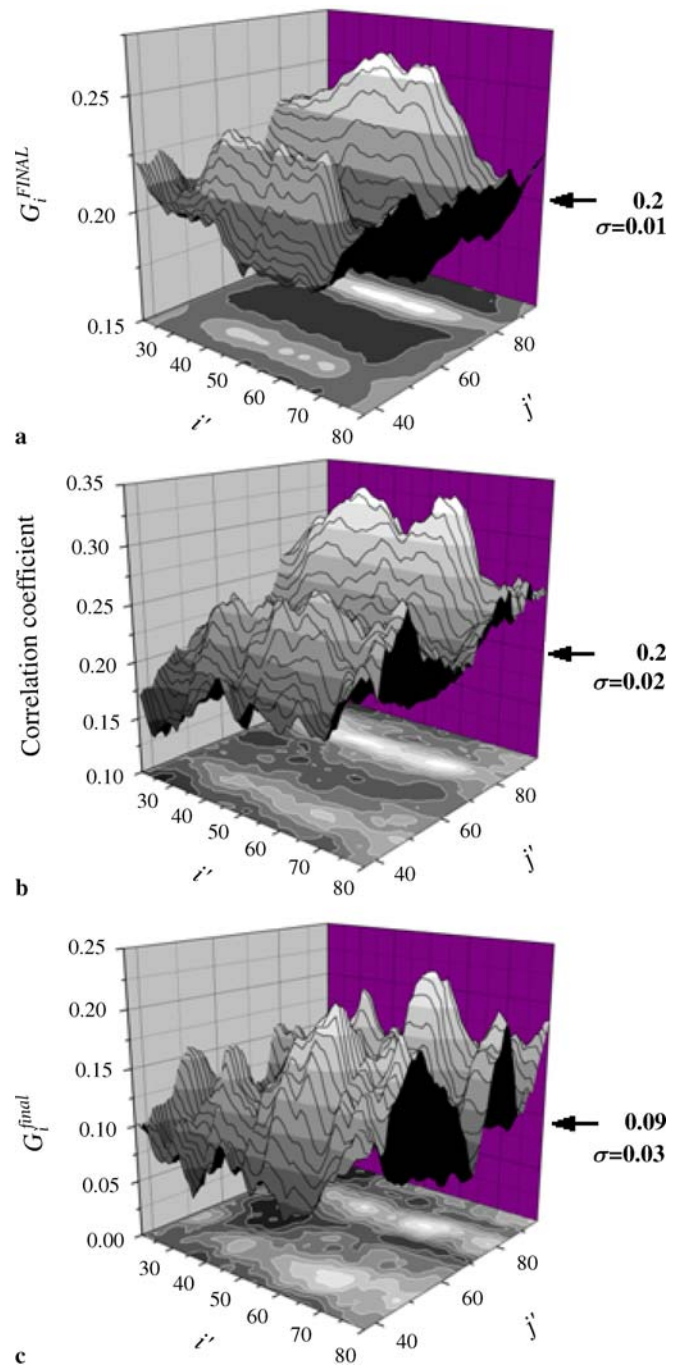 0.25
0.20
0.15
G_i^FINAL
30 40 50 60 70 80
i'
40 60 80
j'
0.2
σ=0.01
a
0.35
0.30
0.25
0.20
0.15
0.10
Correlation coefficient
30 40 50 60 70 80
i'
40 60 80
j'
0.2
σ=0.02
b
0.25
0.20
0.15
0.10
0.05
0.00
G_i^final
30 40 50 60 70 80
i'
40 60 80
j'
0.09
σ=0.03
c